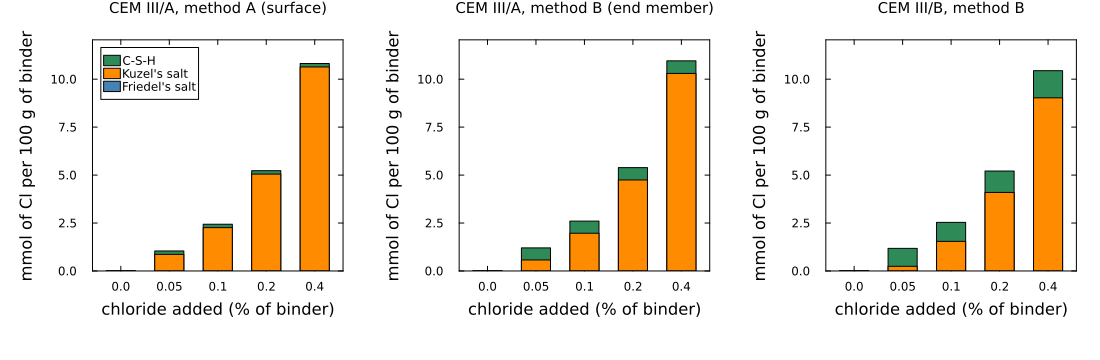 CEM III/A, method A (surface)
mmol of Cl per 100 g of binder
10.0
7.5
5.0
2.5
0.0
C-S-H
Kuzel's salt
Friedel's salt
0.0 0.05 0.1 0.2 0.4
chloride added (% of binder)
CEM III/A, method B (end member)
mmol of Cl per 100 g of binder
10.0
7.5
5.0
2.5
0.0
0.0 0.05 0.1 0.2 0.4
chloride added (% of binder)
CEM III/B, method B
mmol of Cl per 100 g of binder
10.0
7.5
5.0
2.5
0.0
0.0 0.05 0.1 0.2 0.4
chloride added (% of binder)